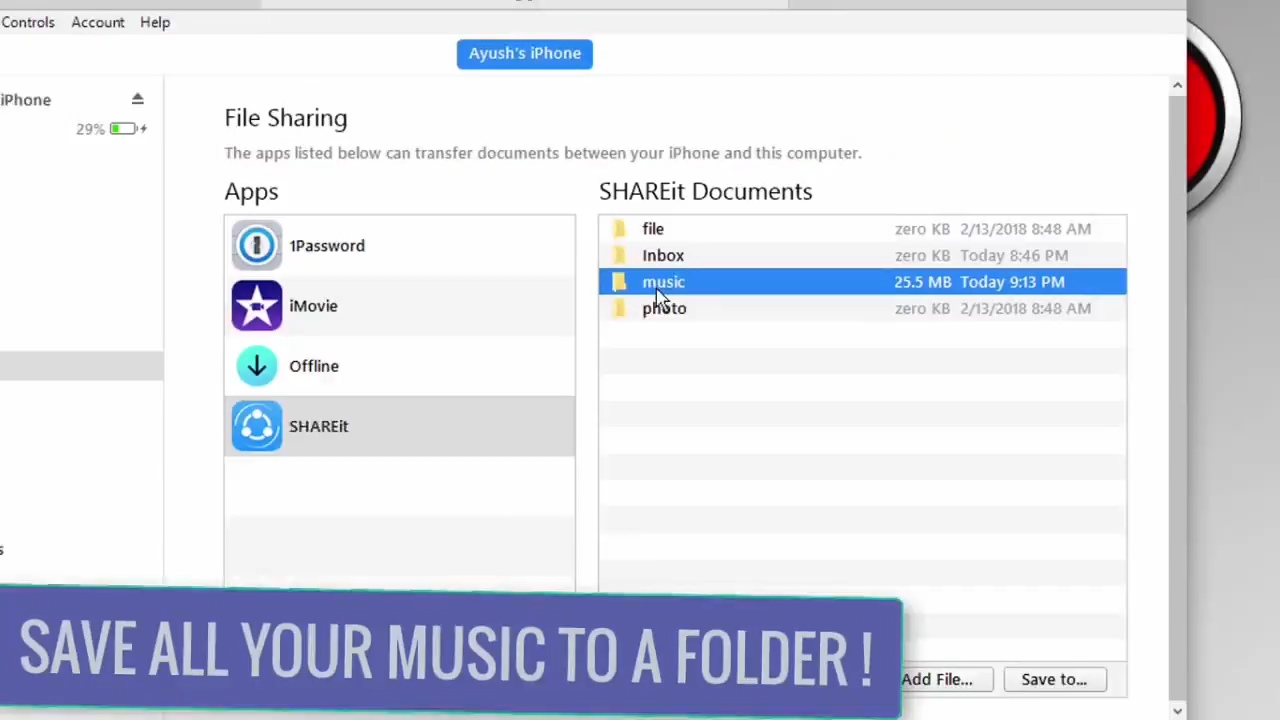 Controls Account Help
Ayush's iPhone
iPhone
29%
File Sharing
The apps listed below can transfer documents between your iPhone and this computer.
Apps
1Password
iMovie
Offline
SHAREit
SHAREit Documents
file zero KB 2/13/2018 8:48 AM
Inbox zero KB Today 8:46 PM
music 25.5 MB Today 9:13 PM
photo zero KB 2/13/2018 8:48 AM
s
SAVE ALL YOUR MUSIC TO A FOLDER !
Add File... Save to...